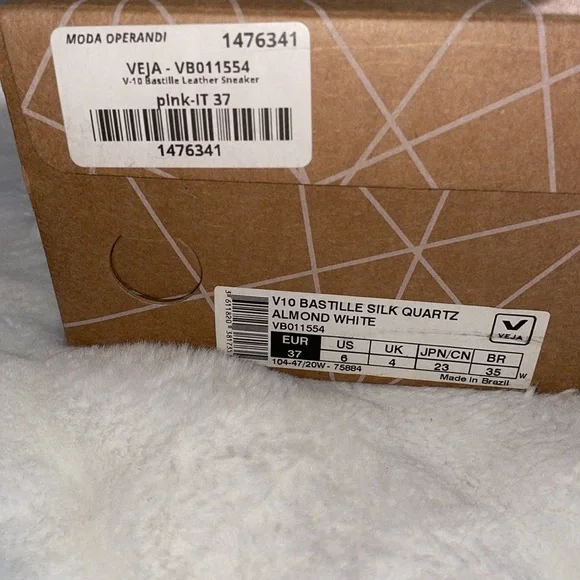 MODA OPERANDI 1476341
VEJA - VB011554
V-10 Bastille Leather Sneaker
pink-IT 37
1476341
V10 BASTILLE SILK QUARTZ
ALMOND WHITE
VB011554
VEJA
EUR US UK JPN/CN BR
37 6 4 23 35 W
104-47/20W - 75884
Made in Brazil